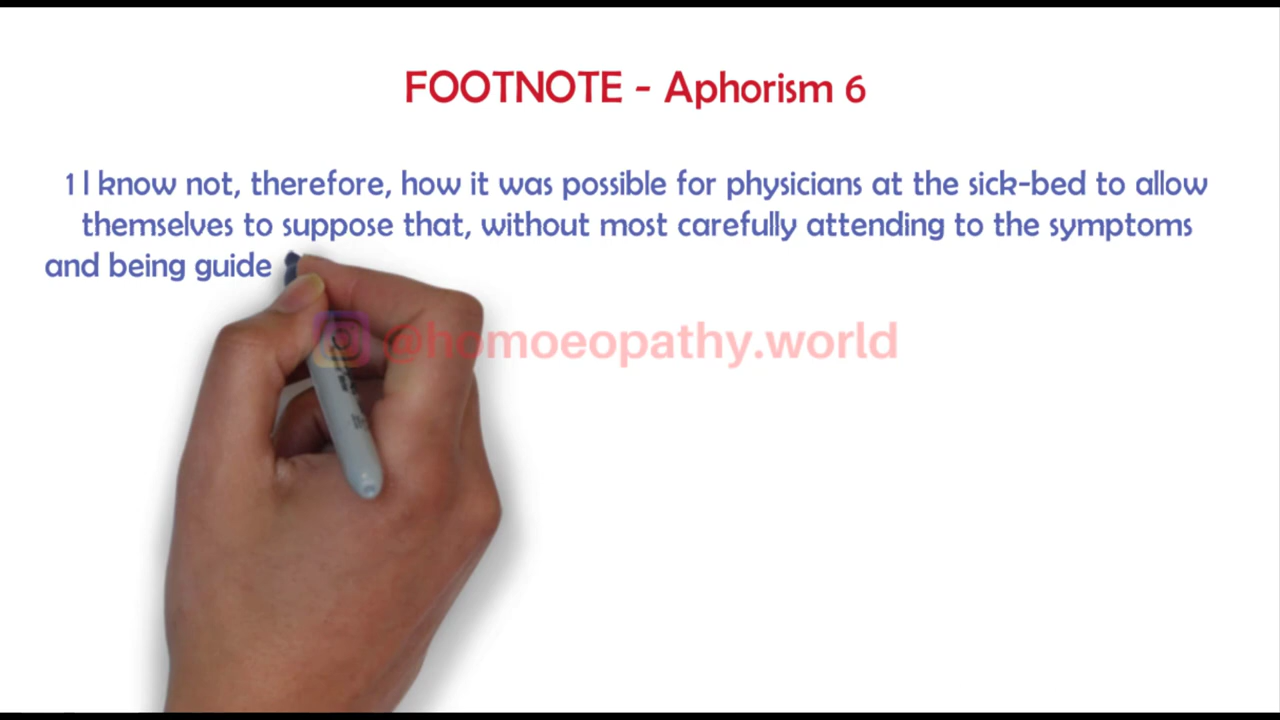 FOOTNOTE - Aphorism 6
1 I know not, therefore, how it was possible for physicians at the sick-bed to allow
themselves to suppose that, without most carefully attending to the symptoms
and being guide
@homoeopathy.world